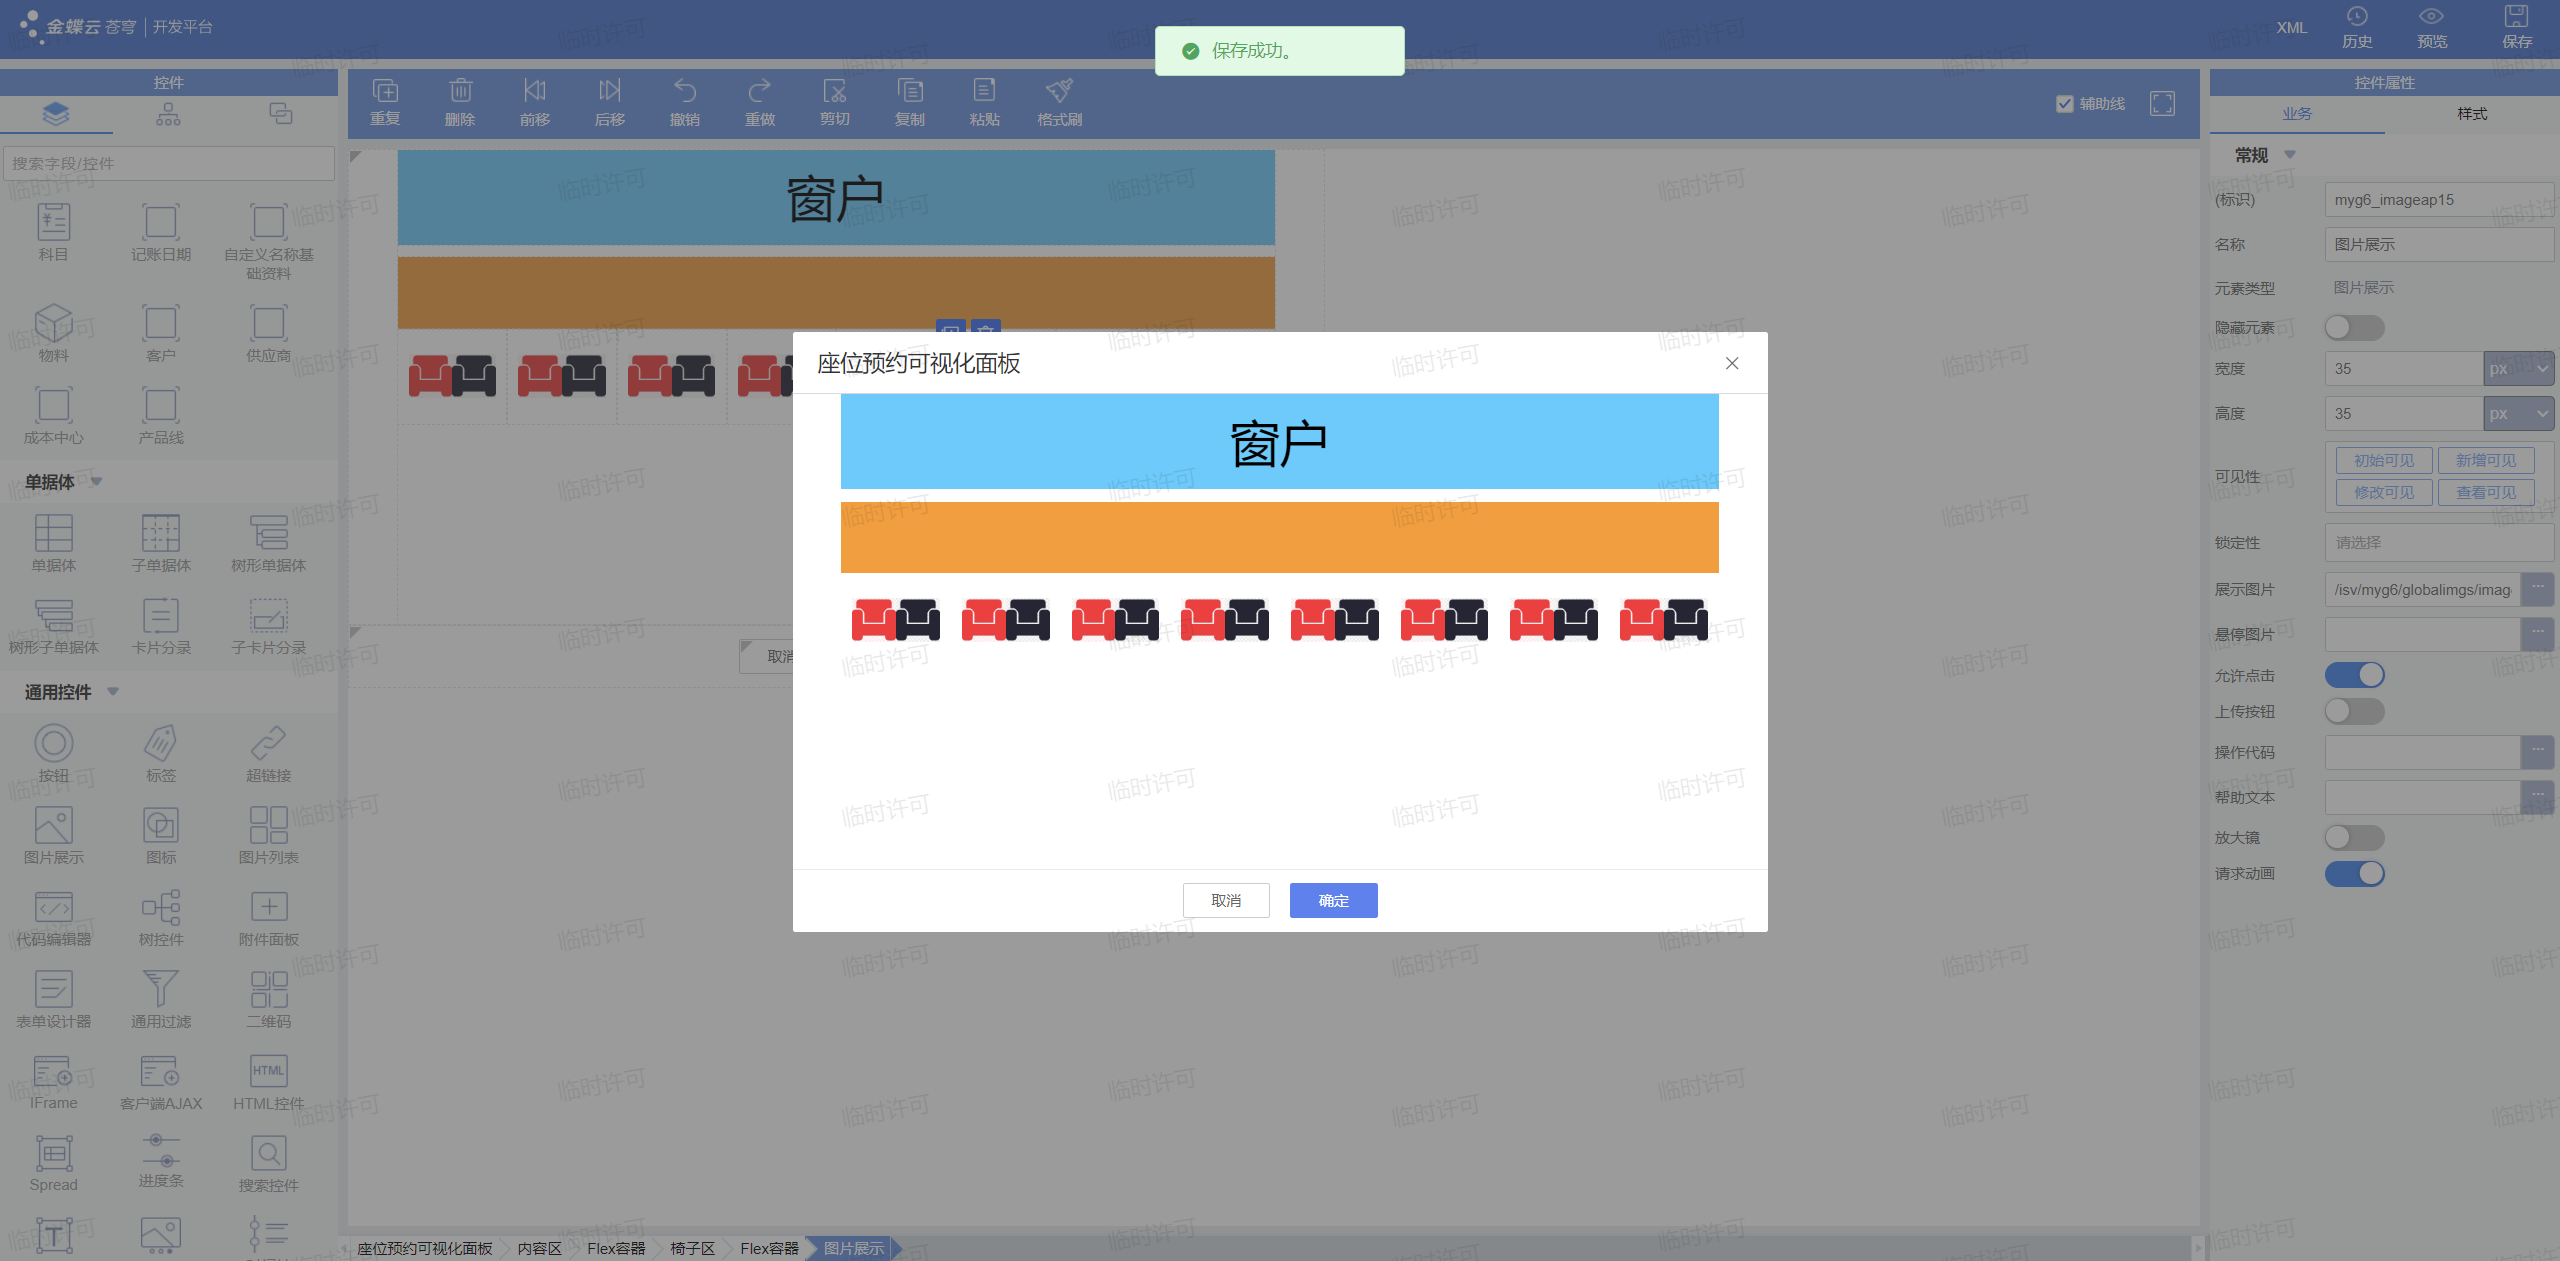 金蝶云 苍穹 | 开发平台
保存成功。
XML
历史
预览
保存
控件
重复
删除
前移
后移
撤销
重做
剪切
复制
粘贴
格式刷
辅助线
控件属性
业务
样式
搜索字段/控件
科目
记账日期
自定义名称基
础资料
物料
客户
供应商
成本中心
产品线
单据体
单据体
子单据体
树形单据体
树形子单据体
卡片分录
子卡片分录
通用控件
按钮
标签
超链接
图片展示
图标
图片列表
代码编辑器
树控件
附件面板
表单设计器
通用过滤
二维码
IFrame
客户端AJAX
HTML
HTML控件
Spread
进度条
搜索控件
窗户
取消
座位预约可视化面板
窗户
取消
确定
常规
(标识)
myg6_imageap15
名称
图片展示
元素类型
图片展示
隐藏元素
宽度
35
px
高度
35
px
可见性
初始可见
新增可见
修改可见
查看可见
锁定性
请选择
展示图片
/isv/myg6/globalimgs/imag
悬停图片
允许点击
上传按钮
操作代码
帮助文本
放大镜
请求动画
座位预约可视化面板
内容区
Flex容器
椅子区
Flex容器
图片展示
临时许可